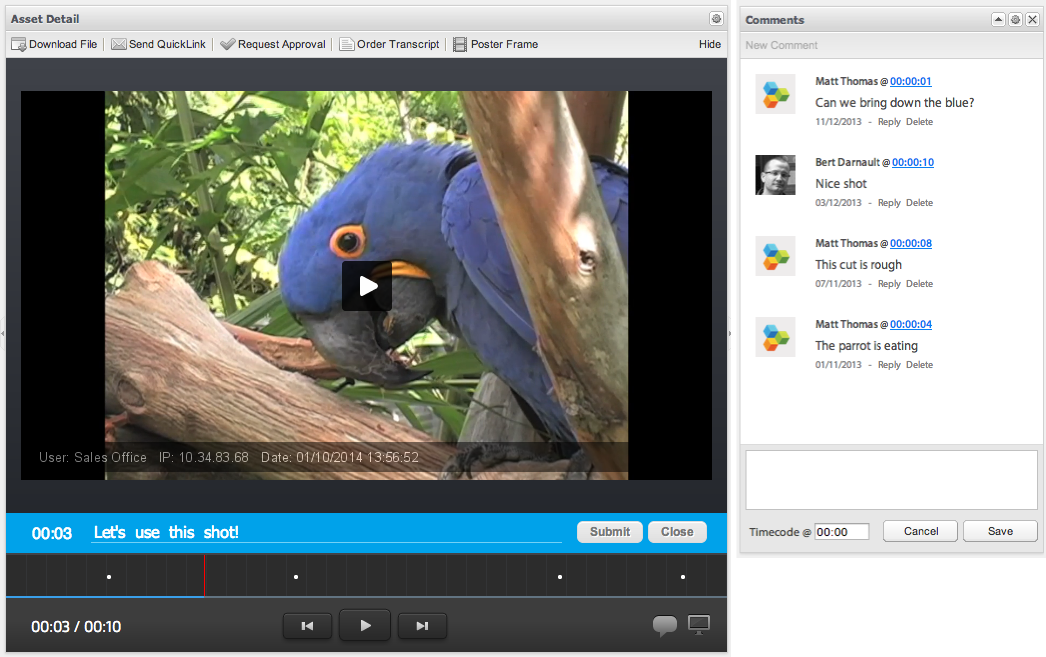 Asset Detail
Download File Send QuickLink Request Approval Order Transcript Poster Frame Hide
User: Sales Office IP: 10.34.83.68 Date: 01/10/2014 13:56:52
00:03 Let's use this shot! Submit Close
00:03 / 00:10
Comments
New Comment
Matt Thomas @ 00:00:01
Can we bring down the blue?
11/12/2013 - Reply Delete
Bert Darnault @ 00:00:10
Nice shot
03/12/2013 - Reply Delete
Matt Thomas @ 00:00:08
This cut is rough
07/11/2013 - Reply Delete
Matt Thomas @ 00:00:04
The parrot is eating
01/11/2013 - Reply Delete
Timecode @ 00:00 Cancel Save